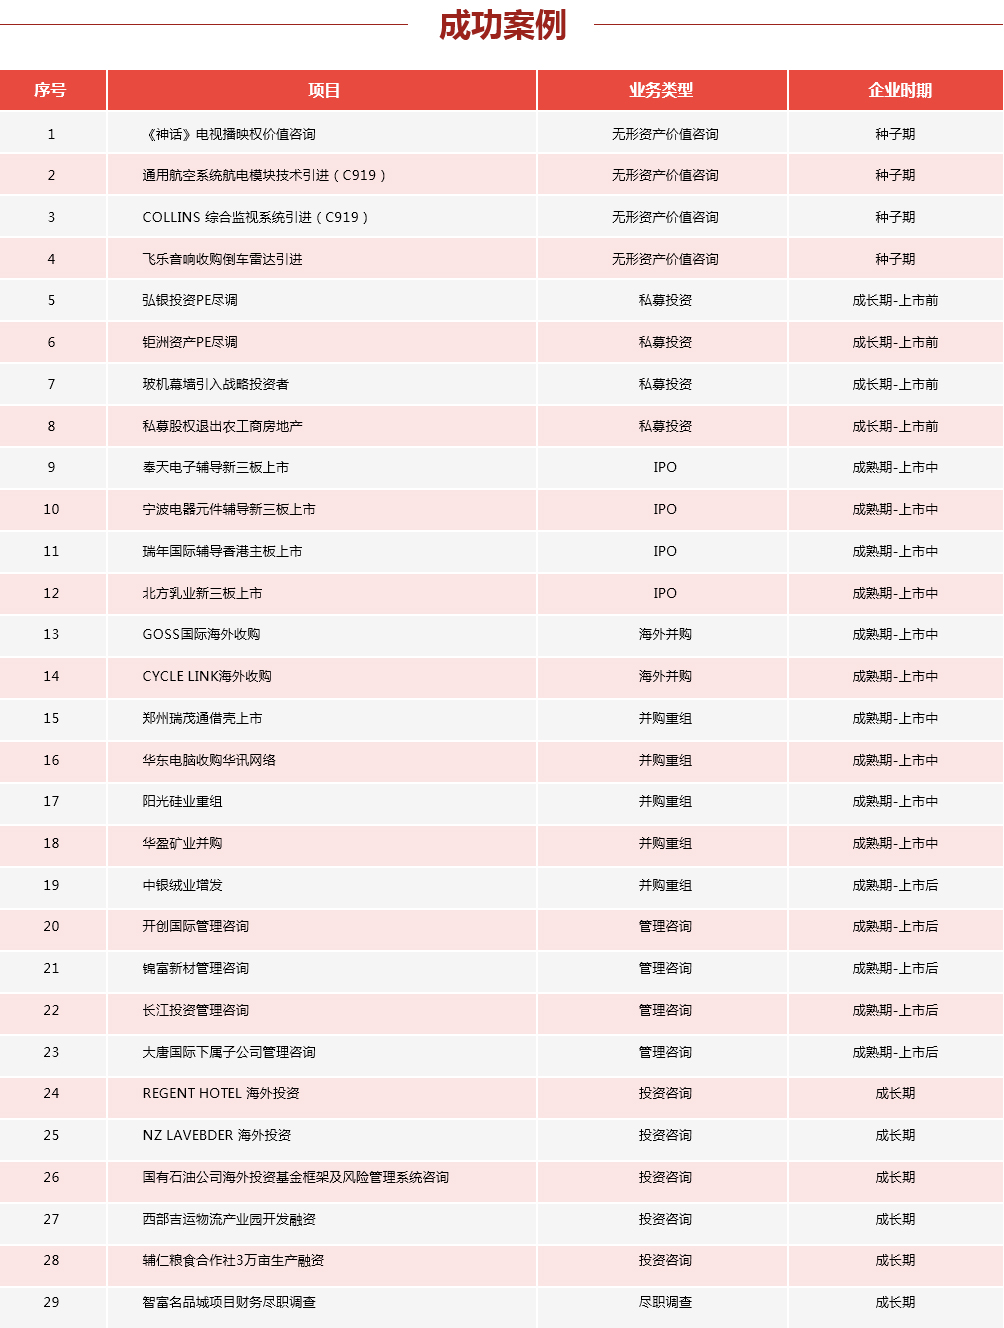 成功案例
序号 项目 业务类型 企业时期
1 《神话》电视播映权价值咨询 无形资产价值咨询 种子期
2 通用航空系统航电模块技术引进（C919） 无形资产价值咨询 种子期
3 COLLINS 综合监视系统引进（C919） 无形资产价值咨询 种子期
4 飞乐音响收购倒车雷达引进 无形资产价值咨询 种子期
5 弘银投资PE尽调 私募投资 成长期-上市前
6 钜洲资产PE尽调 私募投资 成长期-上市前
7 玻机幕墙引入战略投资者 私募投资 成长期-上市前
8 私募股权退出农工商房地产 私募投资 成长期-上市前
9 奉天电子辅导新三板上市 IPO 成熟期-上市中
10 宁波电器元件辅导新三板上市 IPO 成熟期-上市中
11 瑞年国际辅导香港主板上市 IPO 成熟期-上市中
12 北方乳业新三板上市 IPO 成熟期-上市中
13 GOSS国际海外收购 海外并购 成熟期-上市中
14 CYCLE LINK海外收购 海外并购 成熟期-上市中
15 郑州瑞茂通借壳上市 并购重组 成熟期-上市中
16 华东电脑收购华讯网络 并购重组 成熟期-上市中
17 阳光硅业重组 并购重组 成熟期-上市中
18 华盈矿业并购 并购重组 成熟期-上市中
19 中银绒业增发 并购重组 成熟期-上市后
20 开创国际管理咨询 管理咨询 成熟期-上市后
21 锦富新材管理咨询 管理咨询 成熟期-上市后
22 长江投资管理咨询 管理咨询 成熟期-上市后
23 大唐国际下属子公司管理咨询 管理咨询 成熟期-上市后
24 REGENT HOTEL 海外投资 投资咨询 成长期
25 NZ LAVEBDER 海外投资 投资咨询 成长期
26 国有石油公司海外投资基金框架及风险管理系统咨询 投资咨询 成长期
27 西部吉运物流产业园开发融资 投资咨询 成长期
28 辅仁粮食合作社3万亩生产融资 投资咨询 成长期
29 智富名品城项目财务尽职调查 尽职调查 成长期